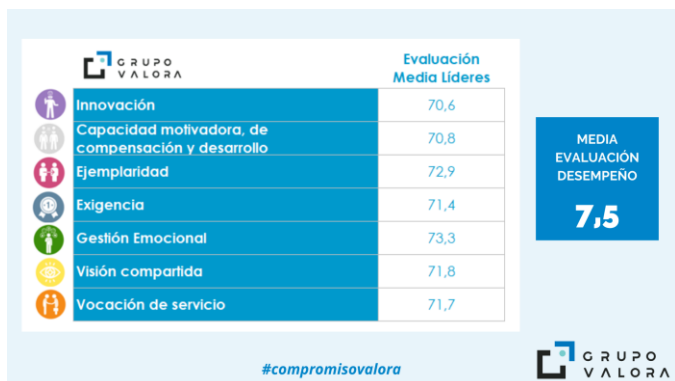 GRUPO
VALORA
Evaluación
Media Líderes
Innovación
70,6
Capacidad motivadora, de
compensación y desarrollo
70,8
Ejemplaridad
72,9
Exigencia
71,4
Gestión Emocional
73,3
Visión compartida
71,8
Vocación de servicio
71,7
MEDIA
EVALUACIÓN
DESEMPEÑO
7,5
#compromisovalora
GRUPO
VALORA